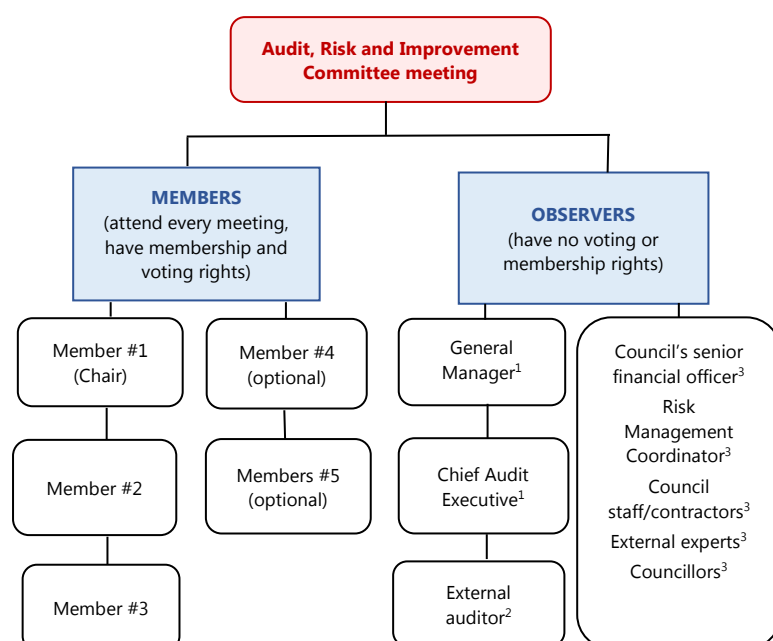 Audit, Risk and Improvement
Committee meeting
MEMBERS
(attend every meeting,
have membership and
voting rights)
OBSERVERS
(have no voting or
membership rights)
Member #1
(Chair)
Member #2
Member #3
Member #4
(optional)
Members #5
(optional)
General
Manager¹
Chief Audit
Executive¹
External
auditor²
Council’s senior
financial officer³
Risk
Management
Coordinator³
Council
staff/contractors³
External experts³
Councillors³